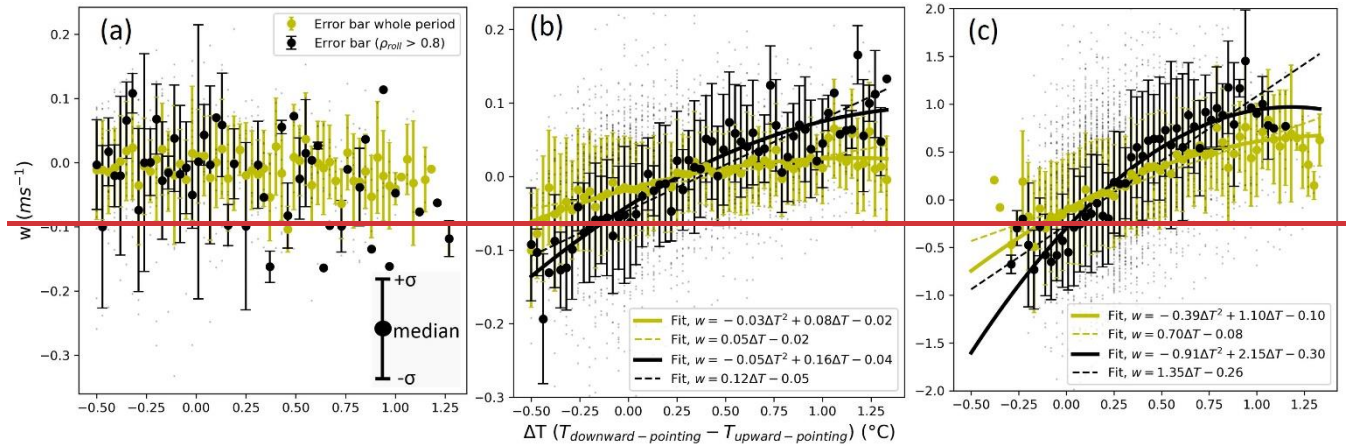 (a)
Error bar whole period
Error bar (ρroll > 0.8)
w (ms⁻¹)
0.2
0.1
0.0
−0.1
−0.2
−0.3
+σ
median
-σ
−0.50 −0.25 0.00 0.25 0.50 0.75 1.00 1.25
(b)
0.2
0.1
0.0
−0.1
−0.2
−0.3
Fit, w = −0.03ΔT² + 0.08ΔT − 0.02
Fit, w = 0.05ΔT − 0.02
Fit, w = −0.05ΔT² + 0.16ΔT − 0.04
Fit, w = 0.12ΔT − 0.05
−0.50 −0.25 0.00 0.25 0.50 0.75 1.00 1.25
ΔT (Tdownward−pointing − Tupward−pointing) (°C)
(c)
2.0
1.5
1.0
0.5
0.0
−0.5
−1.0
−1.5
−2.0
Fit, w = −0.39ΔT² + 1.10ΔT − 0.10
Fit, w = 0.70ΔT − 0.08
Fit, w = −0.91ΔT² + 2.15ΔT − 0.30
Fit, w = 1.35ΔT − 0.26
−0.50 −0.25 0.00 0.25 0.50 0.75 1.00 1.25